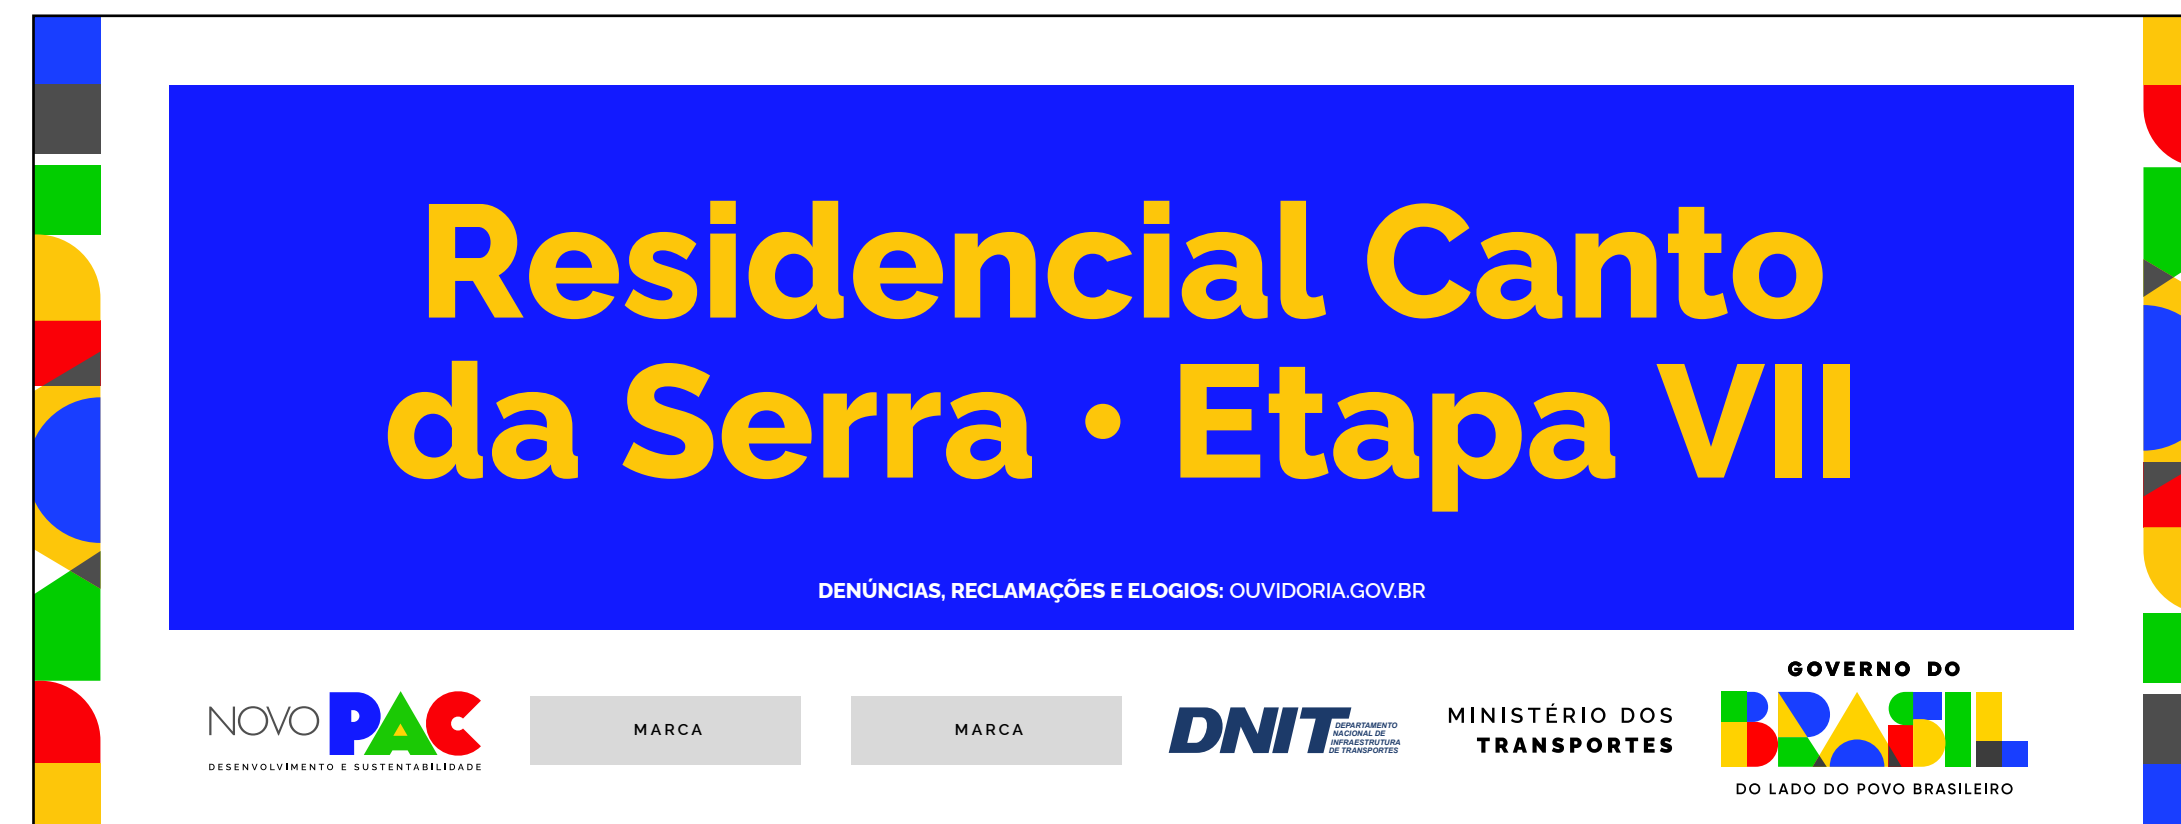 Residencial Canto
da Serra • Etapa VII
DENÚNCIAS, RECLAMAÇÕES E ELOGIOS: OUVIDORIA.GOV.BR
NOVO PAC
DESENVOLVIMENTO E SUSTENTABILIDADE
MARCA
MARCA
DNIT
DEPARTAMENTO
NACIONAL DE
INFRAESTRUTURA
DE TRANSPORTES
MINISTÉRIO DOS
TRANSPORTES
GOVERNO DO
BRASIL
DO LADO DO POVO BRASILEIRO